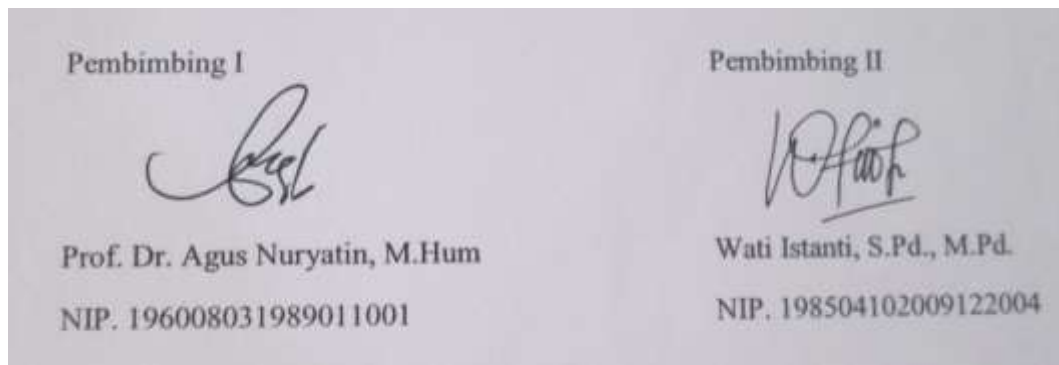 Pembimbing I
Prof. Dr. Agus Nuryatin, M.Hum
NIP. 196008031989011001
Pembimbing II
Wati Istanti, S.Pd., M.Pd.
NIP. 198504102009122004